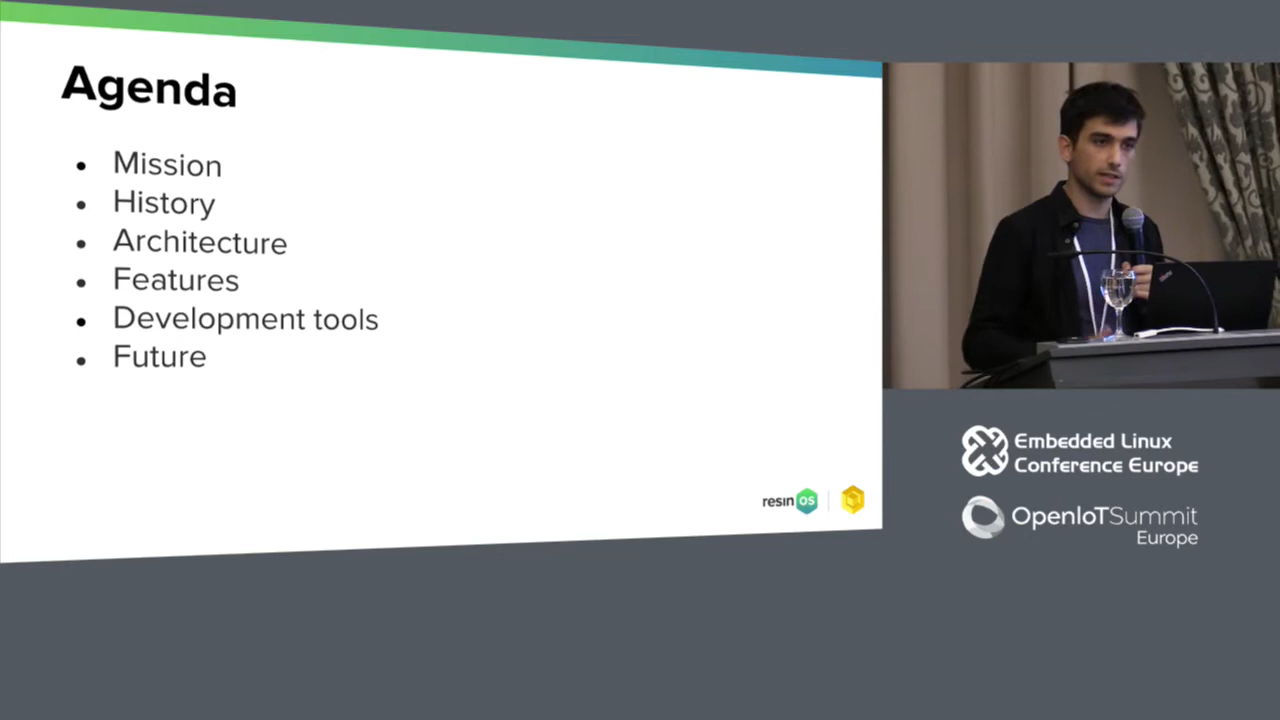 Agenda
• Mission
• History
• Architecture
• Features
• Development tools
• Future
resin OS
Embedded Linux
Conference Europe
OpenIoTSummit
Europe